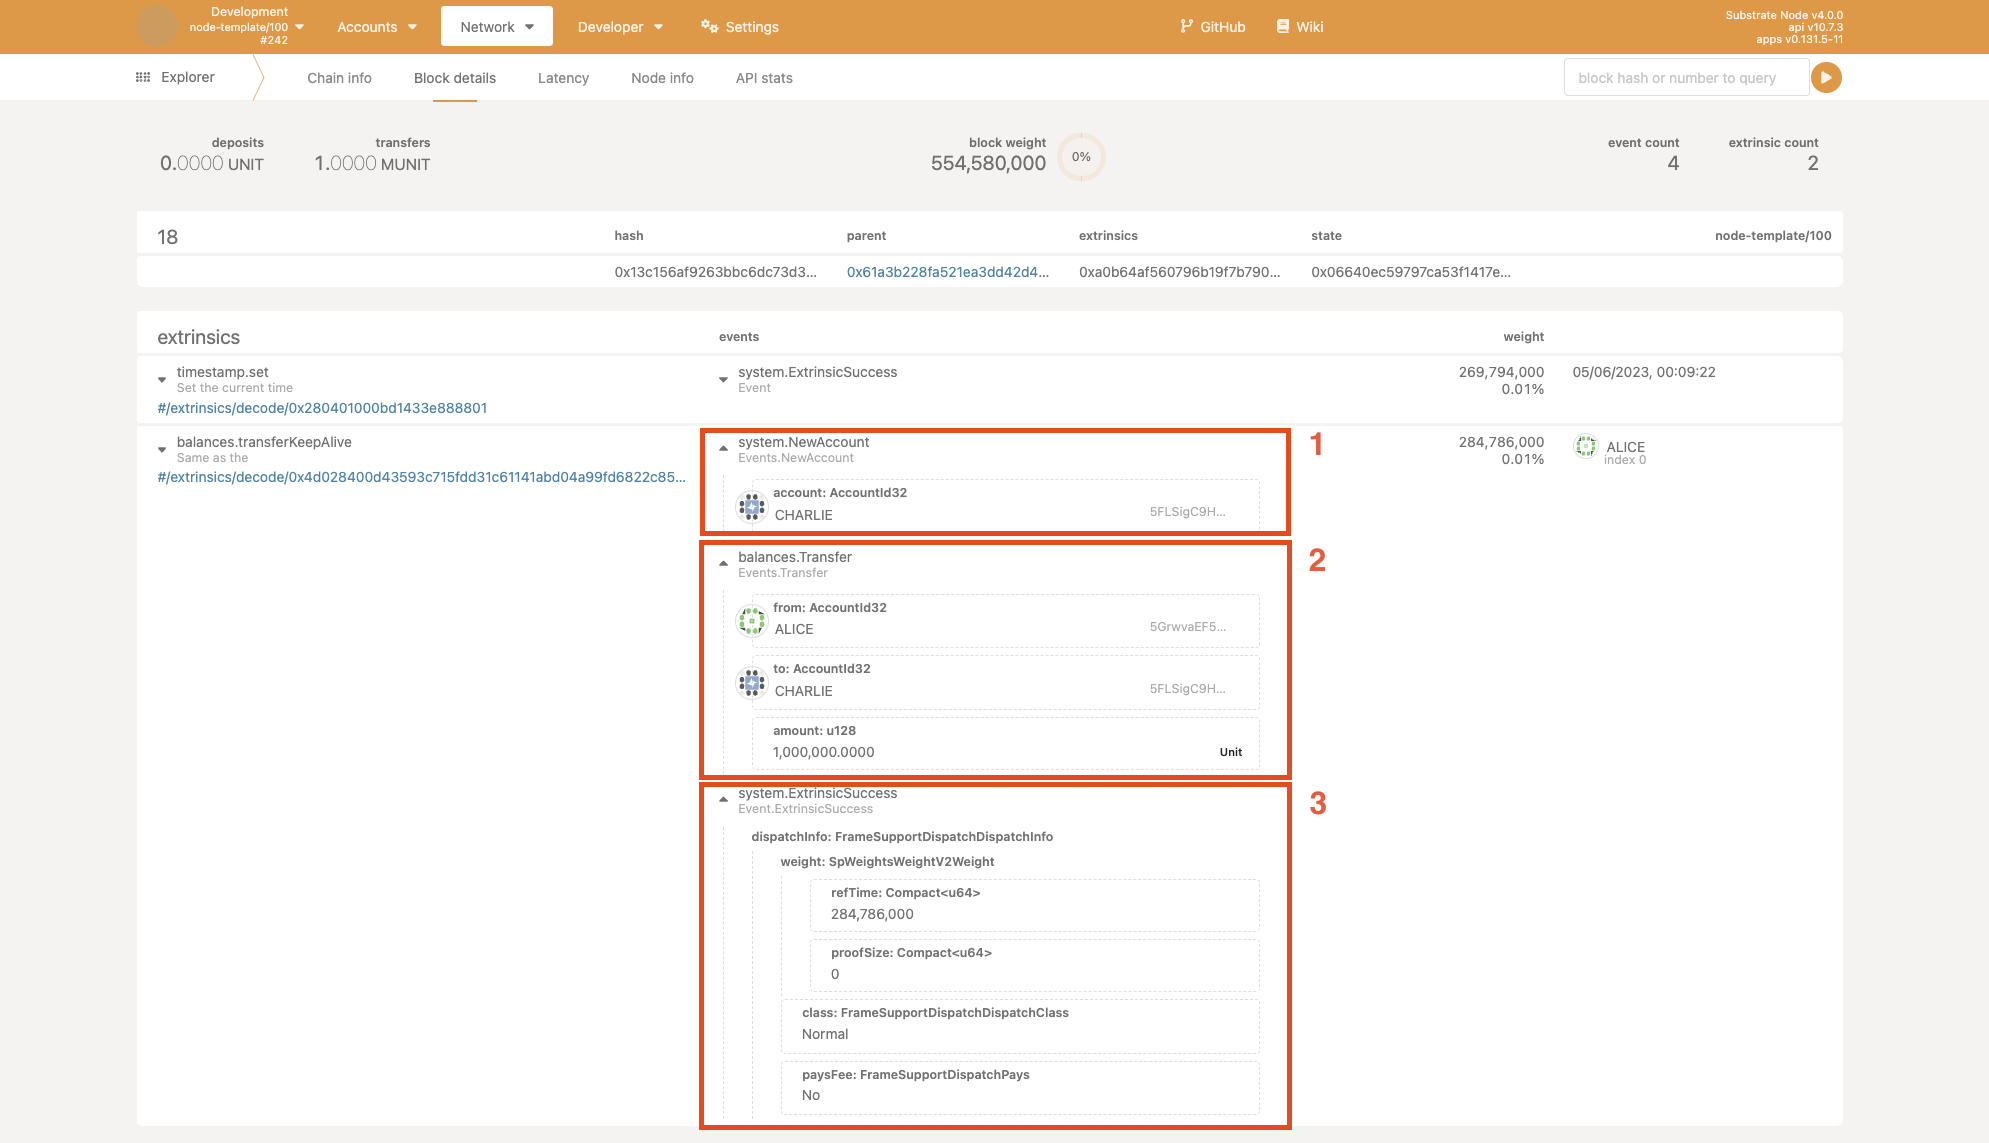 Development
node-template/100
#242
Accounts
Network
Developer
Settings
GitHub
Wiki
Substrate Node v4.0.0
api v10.7.3
apps v0.131.5-11
Explorer
Chain info
Block details
Latency
Node info
API stats
block hash or number to query
deposits
0.0000 UNIT
transfers
1.0000 MUNIT
block weight
554,580,000
0%
event count
4
extrinsic count
2
18 hash parent extrinsics state node-template/100
0x13c156af9263bbc6dc73d3... 0x61a3b228fa521ea3dd42d4... 0xa0b64af560796b19f7b790... 0x06640ec59797ca53f1417e...
extrinsics events weight
timestamp.set
Set the current time
#/extrinsics/decode/0x280401000bd1433e888801
system.ExtrinsicSuccess
Event
269,794,000
0.01%
05/06/2023, 00:09:22
balances.transferKeepAlive
Same as the
#/extrinsics/decode/0x4d028400d43593c715fdd31c61141abd04a99fd6822c85...
system.NewAccount
Events.NewAccount
account: AccountId32
CHARLIE 5FLSigC9H...
1
284,786,000
0.01%
ALICE
index 0
balances.Transfer
Events.Transfer
2
from: AccountId32
ALICE 5GrwvaEF5...
to: AccountId32
CHARLIE 5FLSigC9H...
amount: u128
1,000,000.0000 Unit
system.ExtrinsicSuccess
Event.ExtrinsicSuccess
3
dispatchInfo: FrameSupportDispatchDispatchInfo
weight: SpWeightsWeightV2Weight
refTime: Compact<u64>
284,786,000
proofSize: Compact<u64>
0
class: FrameSupportDispatchDispatchClass
Normal
paysFee: FrameSupportDispatchPays
No